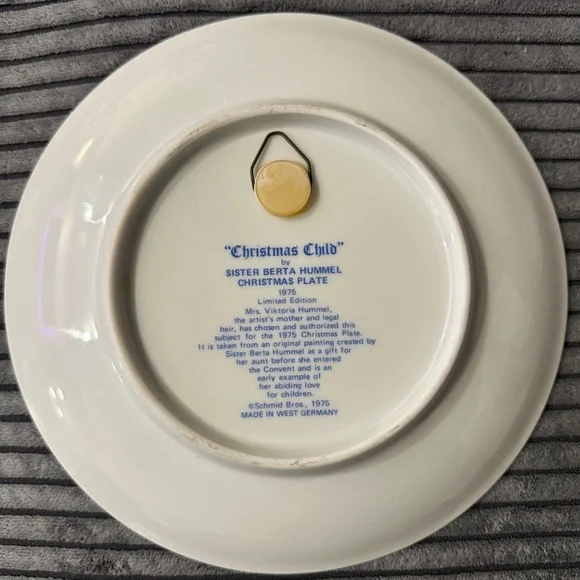 "Christmas Child"
by
SISTER BERTA HUMMEL
CHRISTMAS PLATE
1975
Limited Edition
Mrs. Viktoria Hummel,
the artist's mother and legal
heir, has chosen and authorized this
subject for the 1975 Christmas Plate.
It is taken from an original painting created by
Sister Berta Hummel as a gift for
her aunt before she entered
the Convent and is an
early example of
her abiding love
for children.
©Schmid Bros., 1975
MADE IN WEST GERMANY